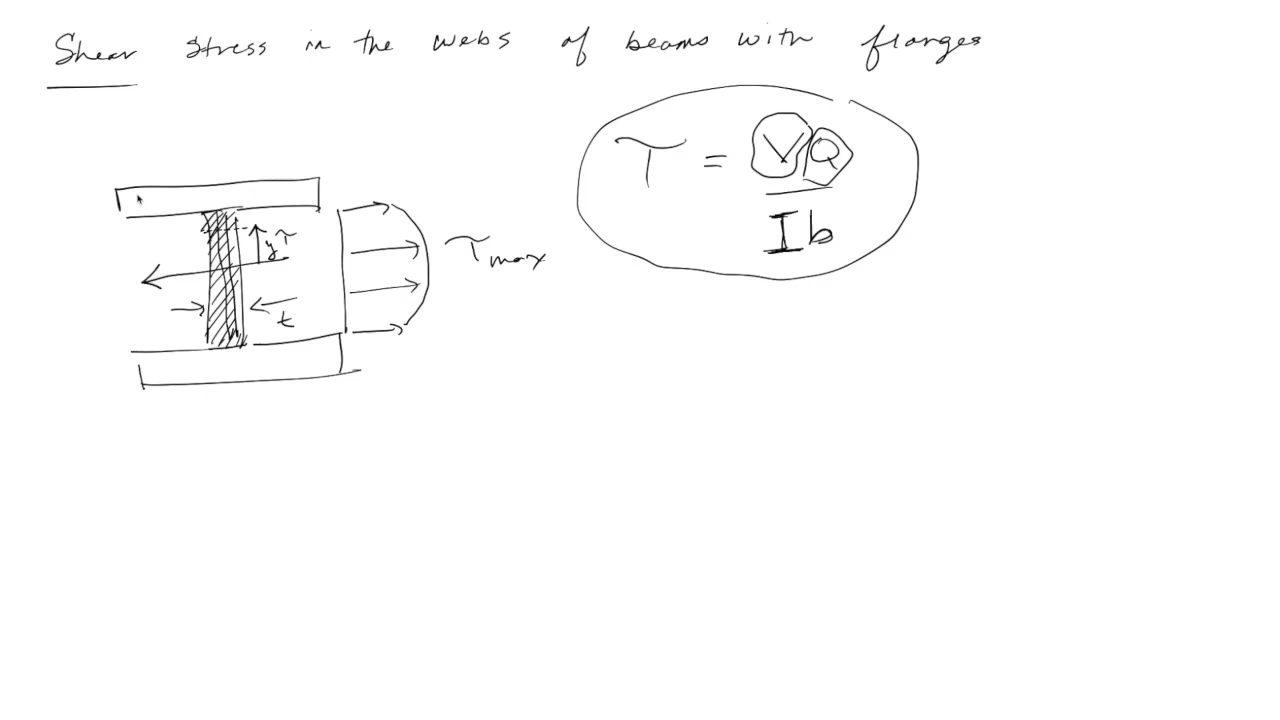 Shear stress in the webs of beams with flanges
τ = VQ
Ib
y τ
τmax
t